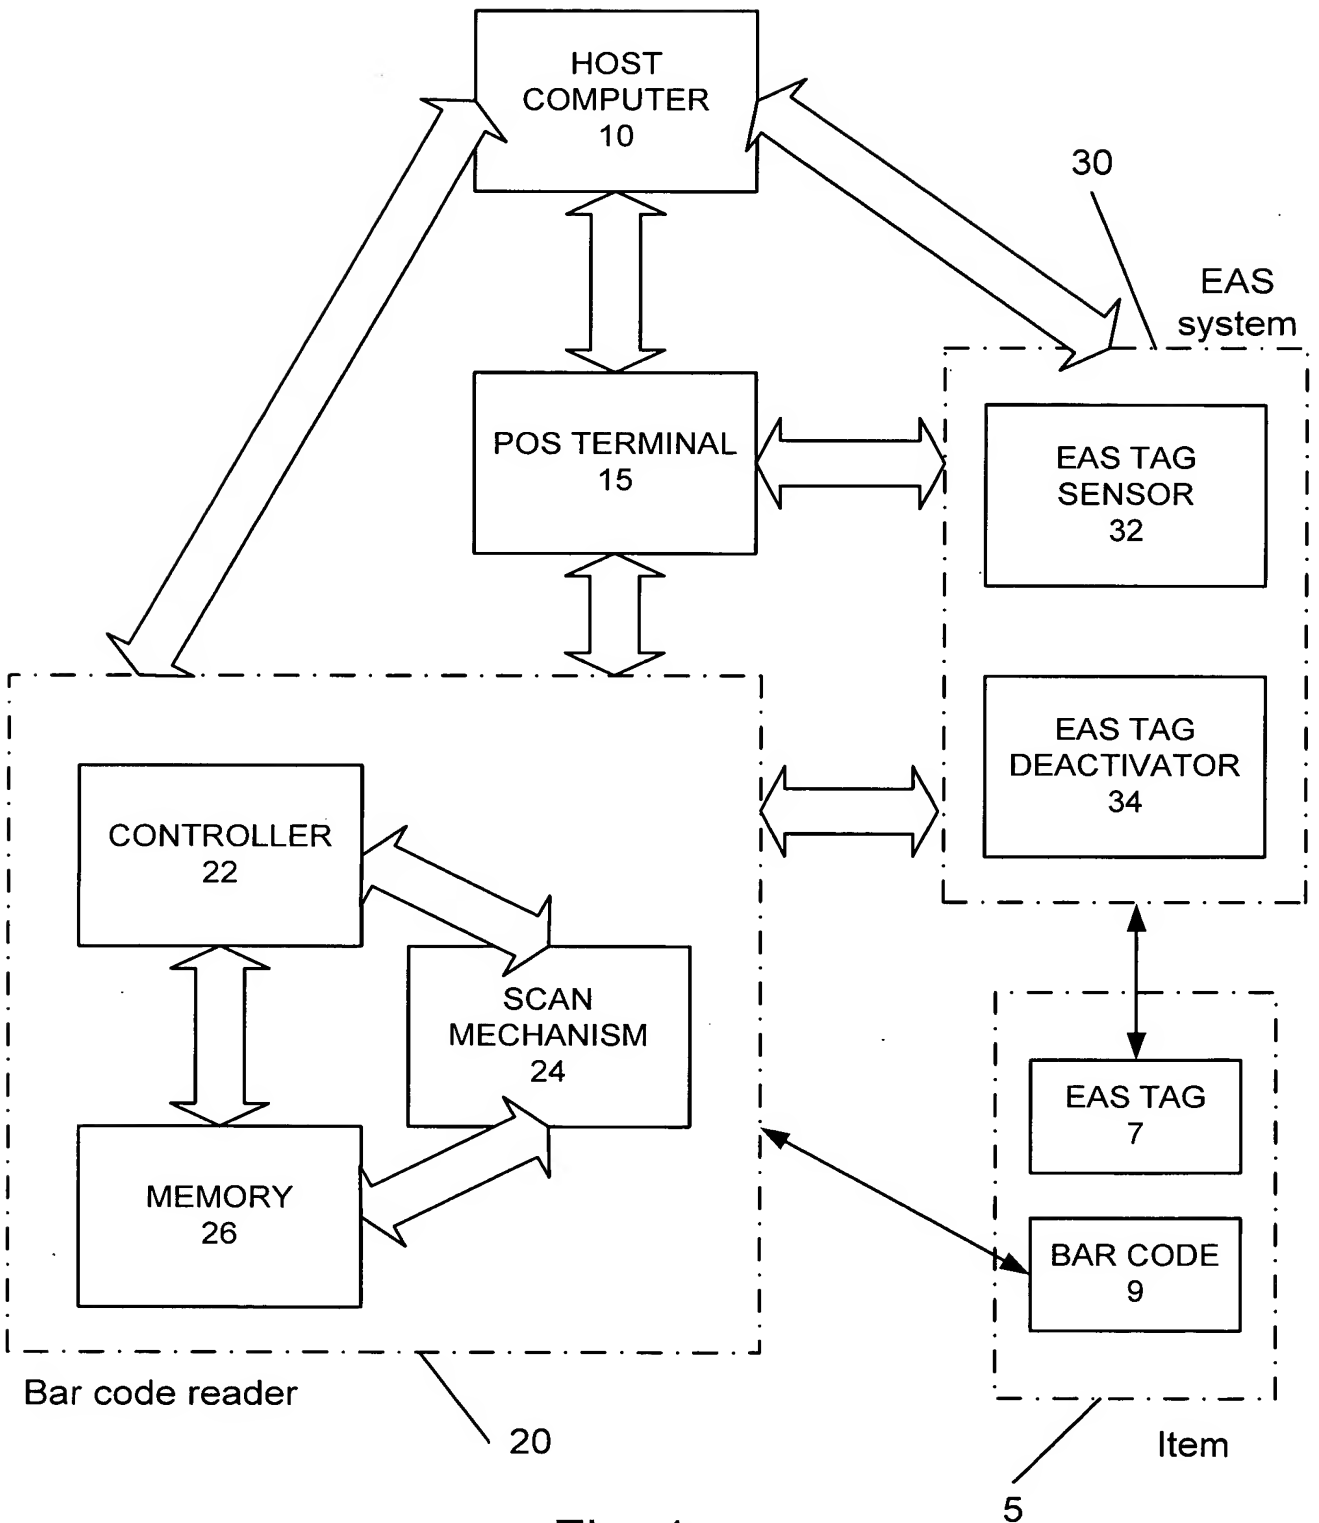 HOST
COMPUTER
10
30
EAS
system
POS TERMINAL
15
EAS TAG
SENSOR
32
EAS TAG
DEACTIVATOR
34
CONTROLLER
22
SCAN
MECHANISM
24
MEMORY
26
EAS TAG
7
BAR CODE
9
Bar code reader
20
Item
5